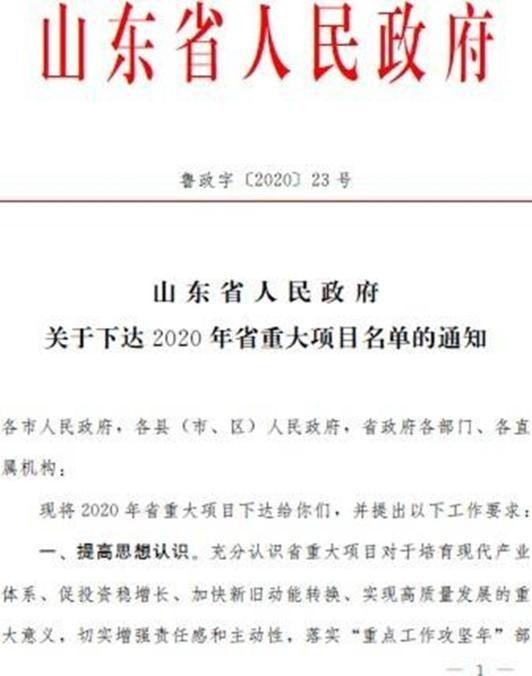 山东省人民政府
鲁政字〔2020〕23号
山东省人民政府
关于下达2020年省重大项目名单的通知
各市人民政府，各县（市、区）人民政府，省政府各部门、各直
属机构：
现将2020年省重大项目下达给你们，并提出以下工作要求：
一、提高思想认识。充分认识省重大项目对于培育现代产业
体系、促投资稳增长、加快新旧动能转换、实现高质量发展的重
大意义，切实增强责任感和主动性，落实“重点工作攻坚年”部
— 1